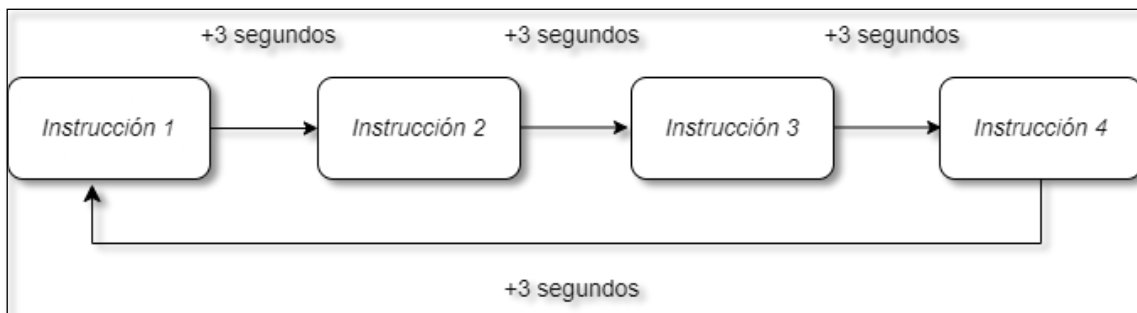 +3 segundos
+3 segundos
+3 segundos
Instrucción 1
Instrucción 2
Instrucción 3
Instrucción 4
+3 segundos